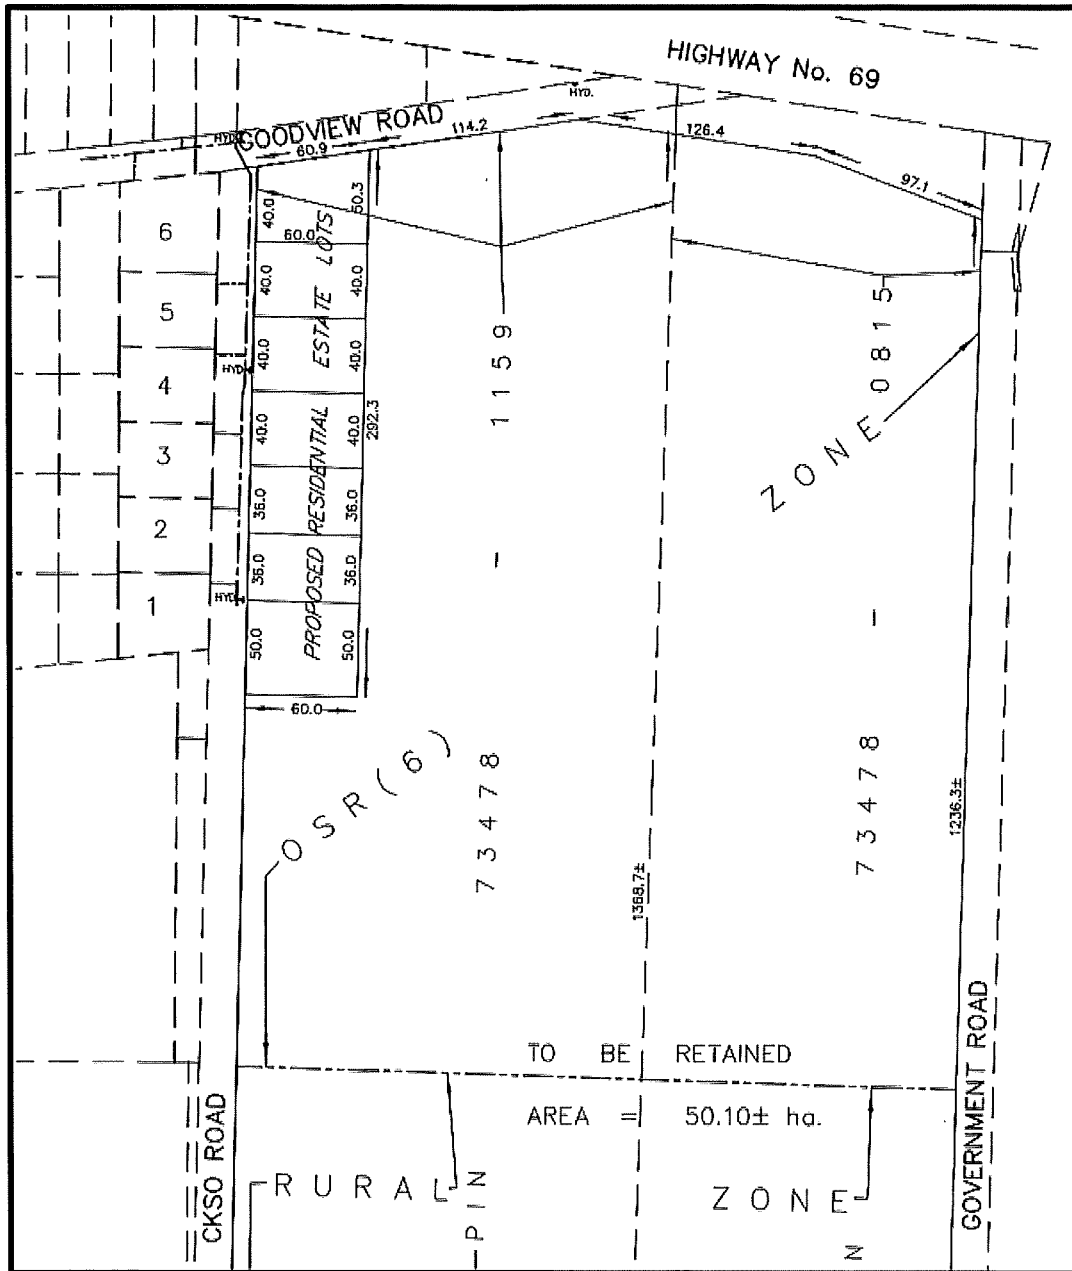 HIGHWAY No. 69
HYD.
GOODVIEW ROAD
HYD
60.9
114.2
126.4
97.1
6
5
4
3
2
1
40.0
60.0
50.3
40.0
40.0
40.0
40.0
40.0
40.0
36.0
36.0
36.0
36.0
50.0
50.0
60.0
292.3
HYD
HYD
PROPOSED RESIDENTIAL ESTATE LOTS
PIN 73478 - 1159
73478 - 0815
ZONE
OSR(6)
1368.7±
1236.3±
TO BE RETAINED
AREA = 50.10± ha.
RURAL ZONE
N
CKSO ROAD
GOVERNMENT ROAD